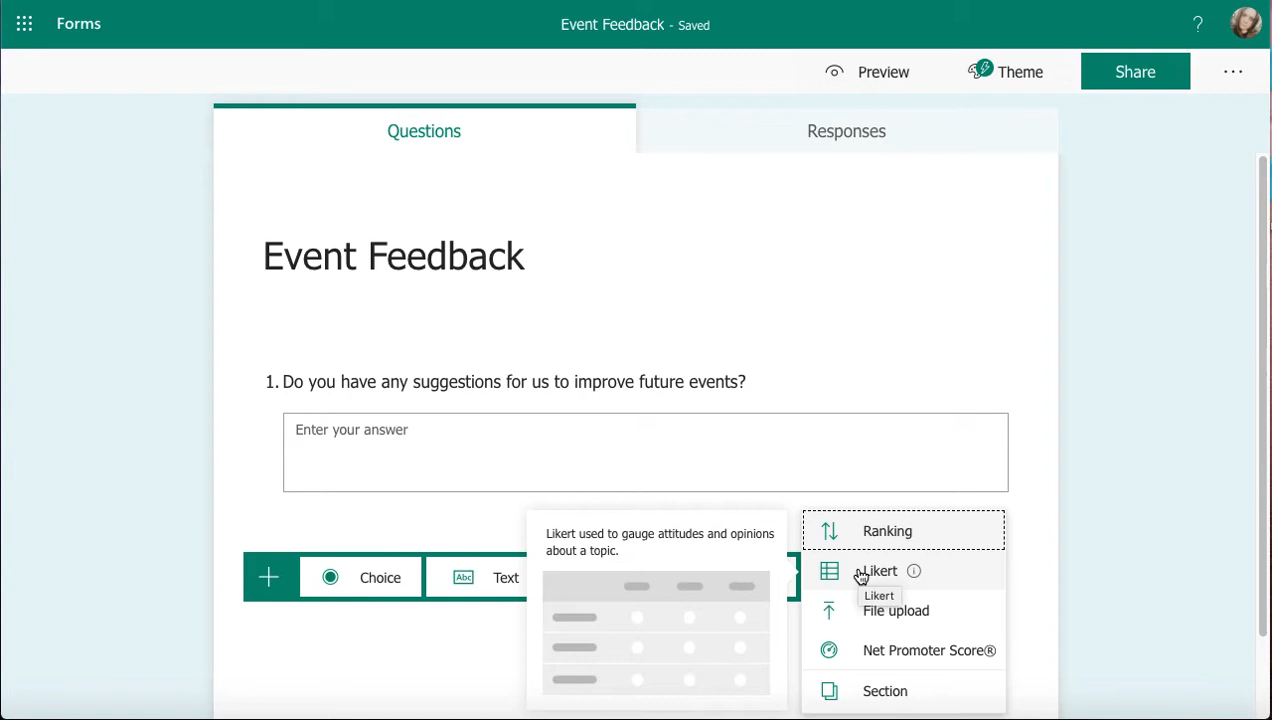 Forms
Event Feedback - Saved
?
Preview
Theme
Share
Questions
Responses
Event Feedback
1. Do you have any suggestions for us to improve future events?
Enter your answer
Likert used to gauge attitudes and opinions
about a topic.
Choice
Abc Text
Ranking
Likert
Likert
File upload
Net Promoter Score®
Section